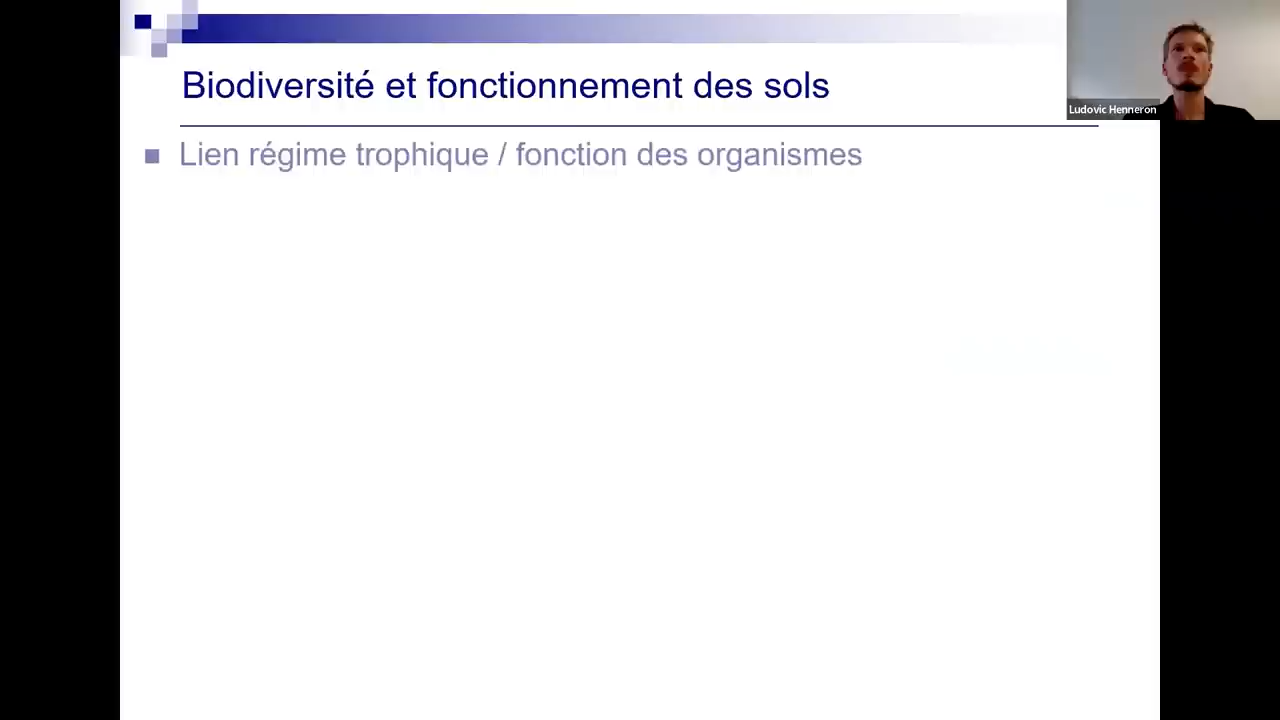 Biodiversité et fonctionnement des sols
Ludovic Henneron
Lien régime trophique / fonction des organismes